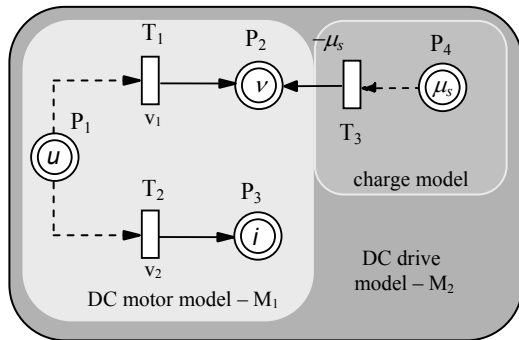 T1 P2 −μs P4
ν μs
P1 v1 T3
u
T2 P3 charge model
i
v2 DC drive
DC motor model – M1 model – M2